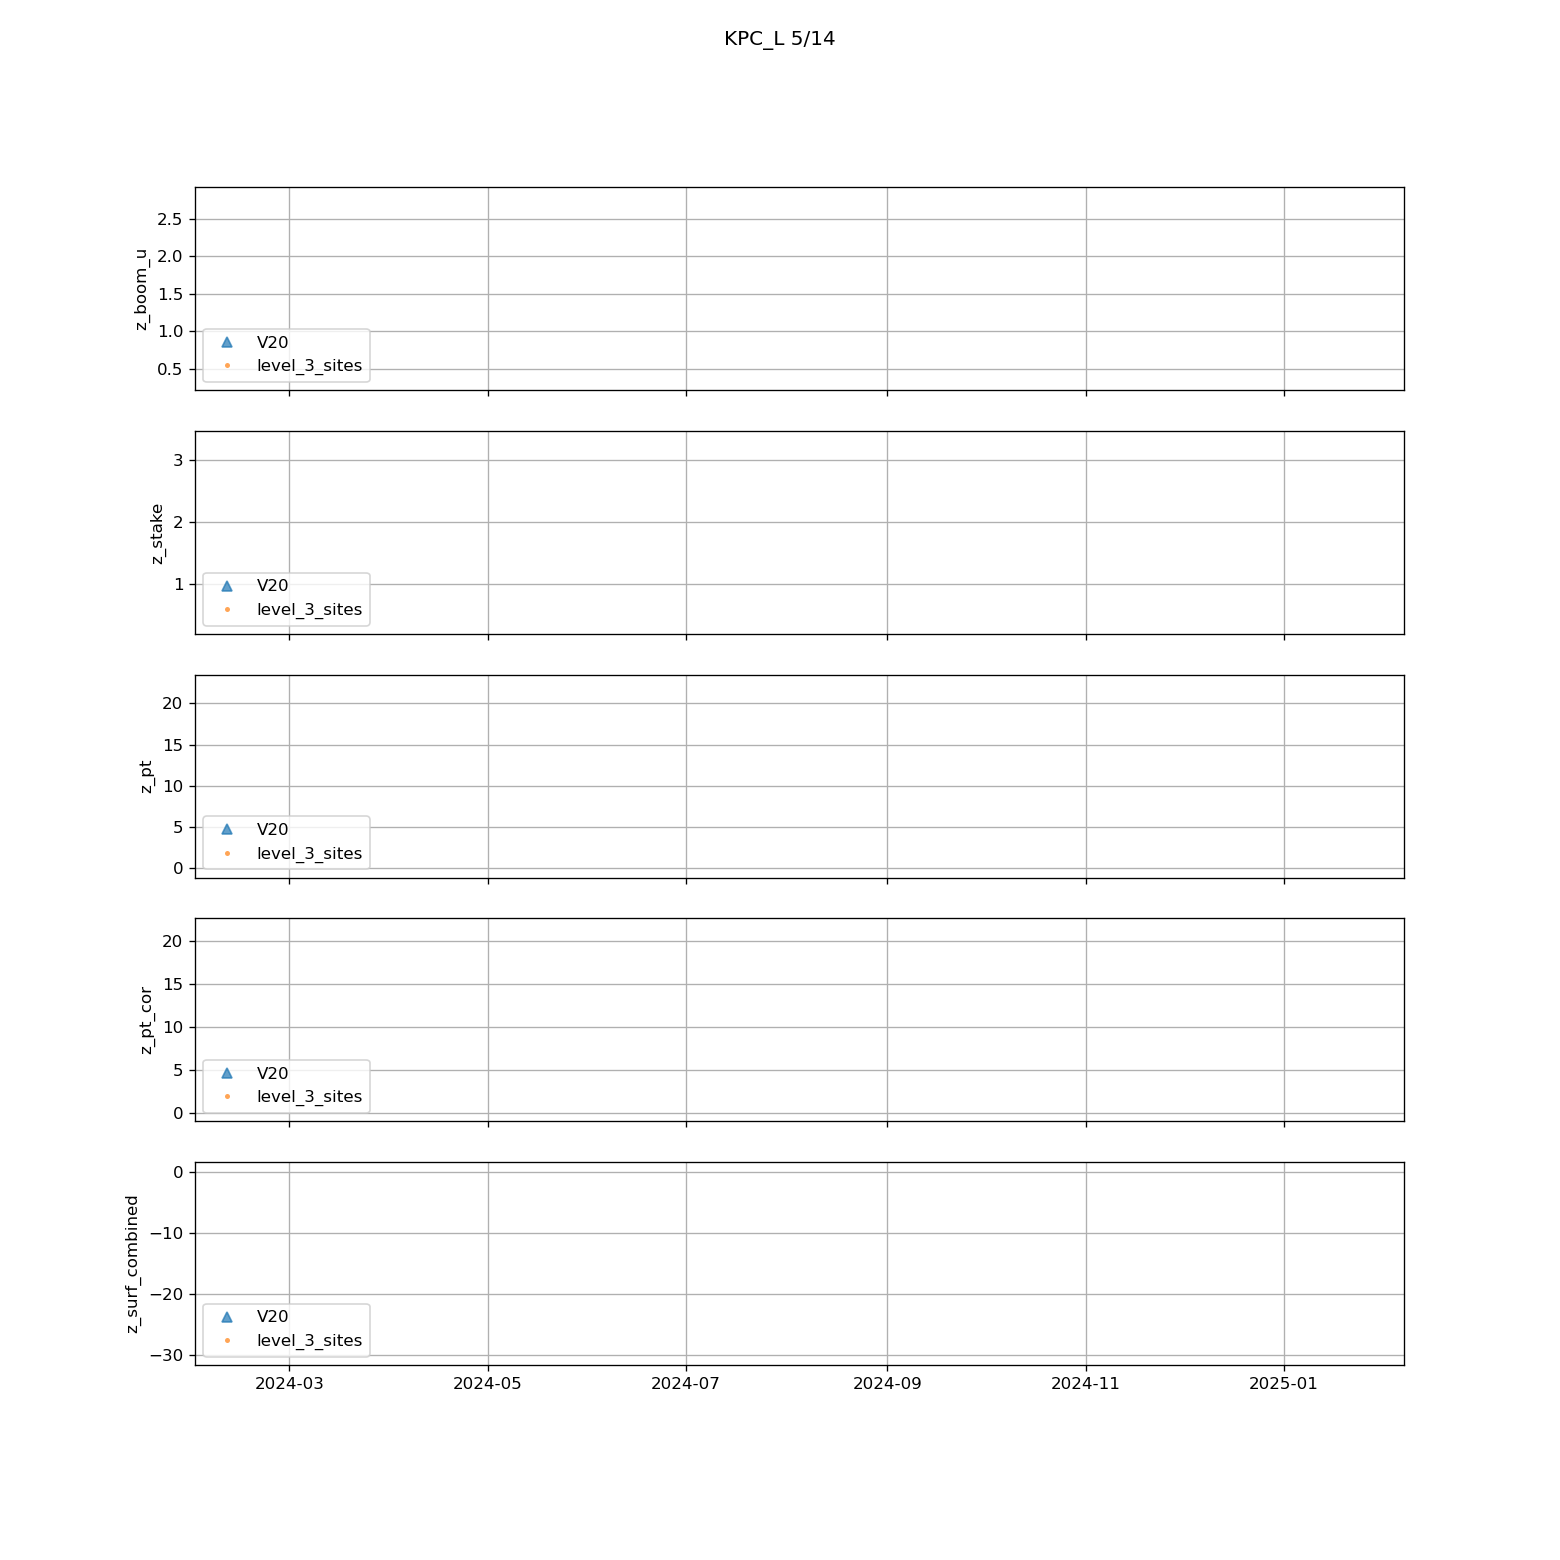 KPC_L 5/14
z_boom_u
2.5
2.0
1.5
1.0
0.5
V20
level_3_sites
z_stake
3
2
1
V20
level_3_sites
z_pt
20
15
10
5
0
V20
level_3_sites
z_pt_cor
20
15
10
5
0
V20
level_3_sites
z_surf_combined
0
−10
−20
−30
V20
level_3_sites
2024-03 2024-05 2024-07 2024-09 2024-11 2025-01